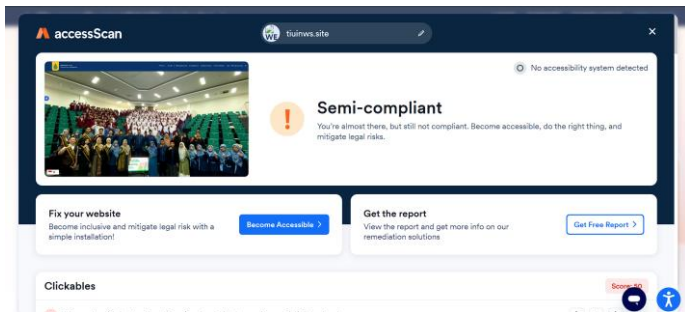 accessScan
tiuinws.site
No accessibility system detected
Semi-compliant
You're almost there, but still not compliant. Become accessible, do the right thing, and
mitigate legal risks.
Fix your website
Become inclusive and mitigate legal risk with a
simple installation!
Become Accessible >
Get the report
View the report and get more info on our
remediation solutions
Get Free Report >
Clickables
Score: 50